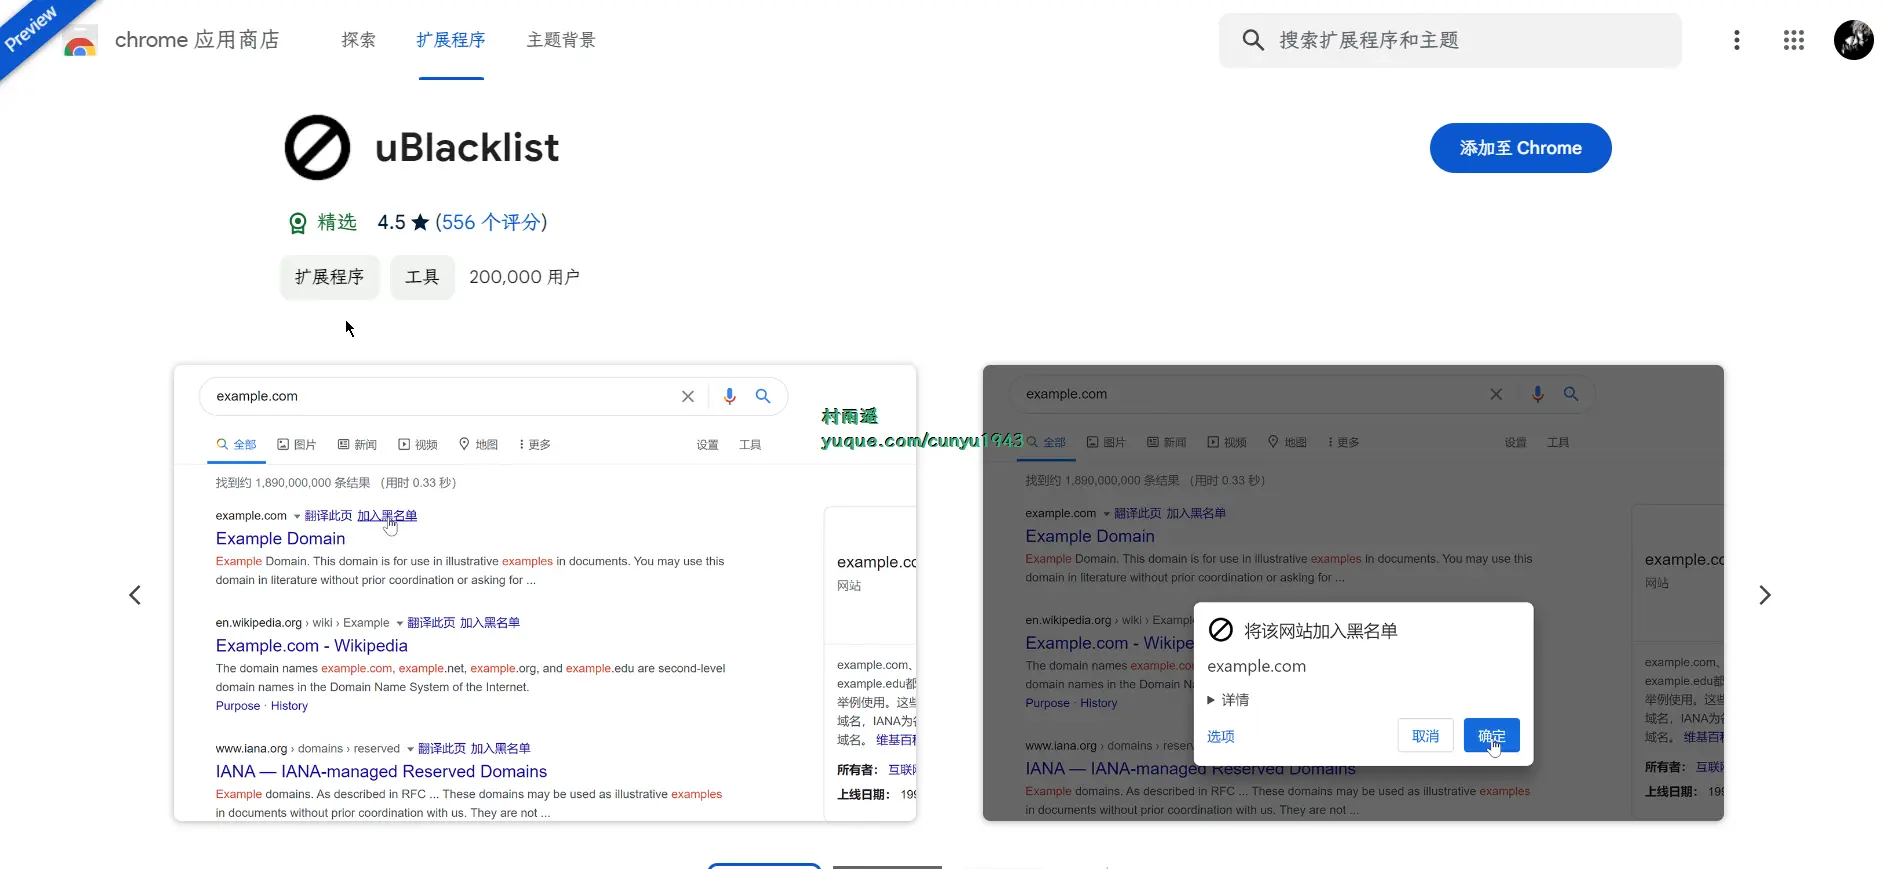 Preview
chrome 应用商店
探索
扩展程序
主题背景
搜索扩展程序和主题
uBlacklist
添加至 Chrome
精选 4.5 ★ (556 个评分)
扩展程序 工具 200,000 用户
example.com
全部 图片 新闻 视频 地图 更多 设置 工具
找到约 1,890,000,000 条结果 (用时 0.33 秒)
example.com 翻译此页 加入黑名单
Example Domain
Example Domain. This domain is for use in illustrative examples in documents. You may use this
domain in literature without prior coordination or asking for ...
en.wikipedia.org › wiki › Example 翻译此页 加入黑名单
Example.com - Wikipedia
The domain names example.com, example.net, example.org, and example.edu are second-level
domain names in the Domain Name System of the Internet.
Purpose · History
www.iana.org › domains › reserved 翻译此页 加入黑名单
IANA — IANA-managed Reserved Domains
Example domains. As described in RFC ... These domains may be used as illustrative examples
in documents without prior coordination with us. They are not ...
example.co
网站
example.com、
example.edu都
举例使用。这些
域名，IANA为
域名。 维基百
所有者： 互联
上线日期： 199
村雨遥
yuque.com/cunyu1943
example.com
全部 图片 新闻 视频 地图 更多 设置 工具
找到约 1,890,000,000 条结果 (用时 0.33 秒)
example.com 翻译此页 加入黑名单
Example Domain
Example Domain. This domain is for use in illustrative examples in documents. You may use this
domain in literature without prior coordination or asking for ...
en.wikipedia.org › wiki › Exampl
Example.com - Wikipe
The domain names example.co
domain names in the Domain N
Purpose · History
www.iana.org › domains › reser
IANA — IANA-managed Reserved Domains
Example domains. As described in RFC ... These domains may be used as illustrative examples
in documents without prior coordination with us. They are not ...
example.co
网站
example.com、
example.edu都
举例使用。这些
域名，IANA为
域名。 维基百
所有者： 互联
上线日期： 199
将该网站加入黑名单
example.com
详情
选项 取消 确定